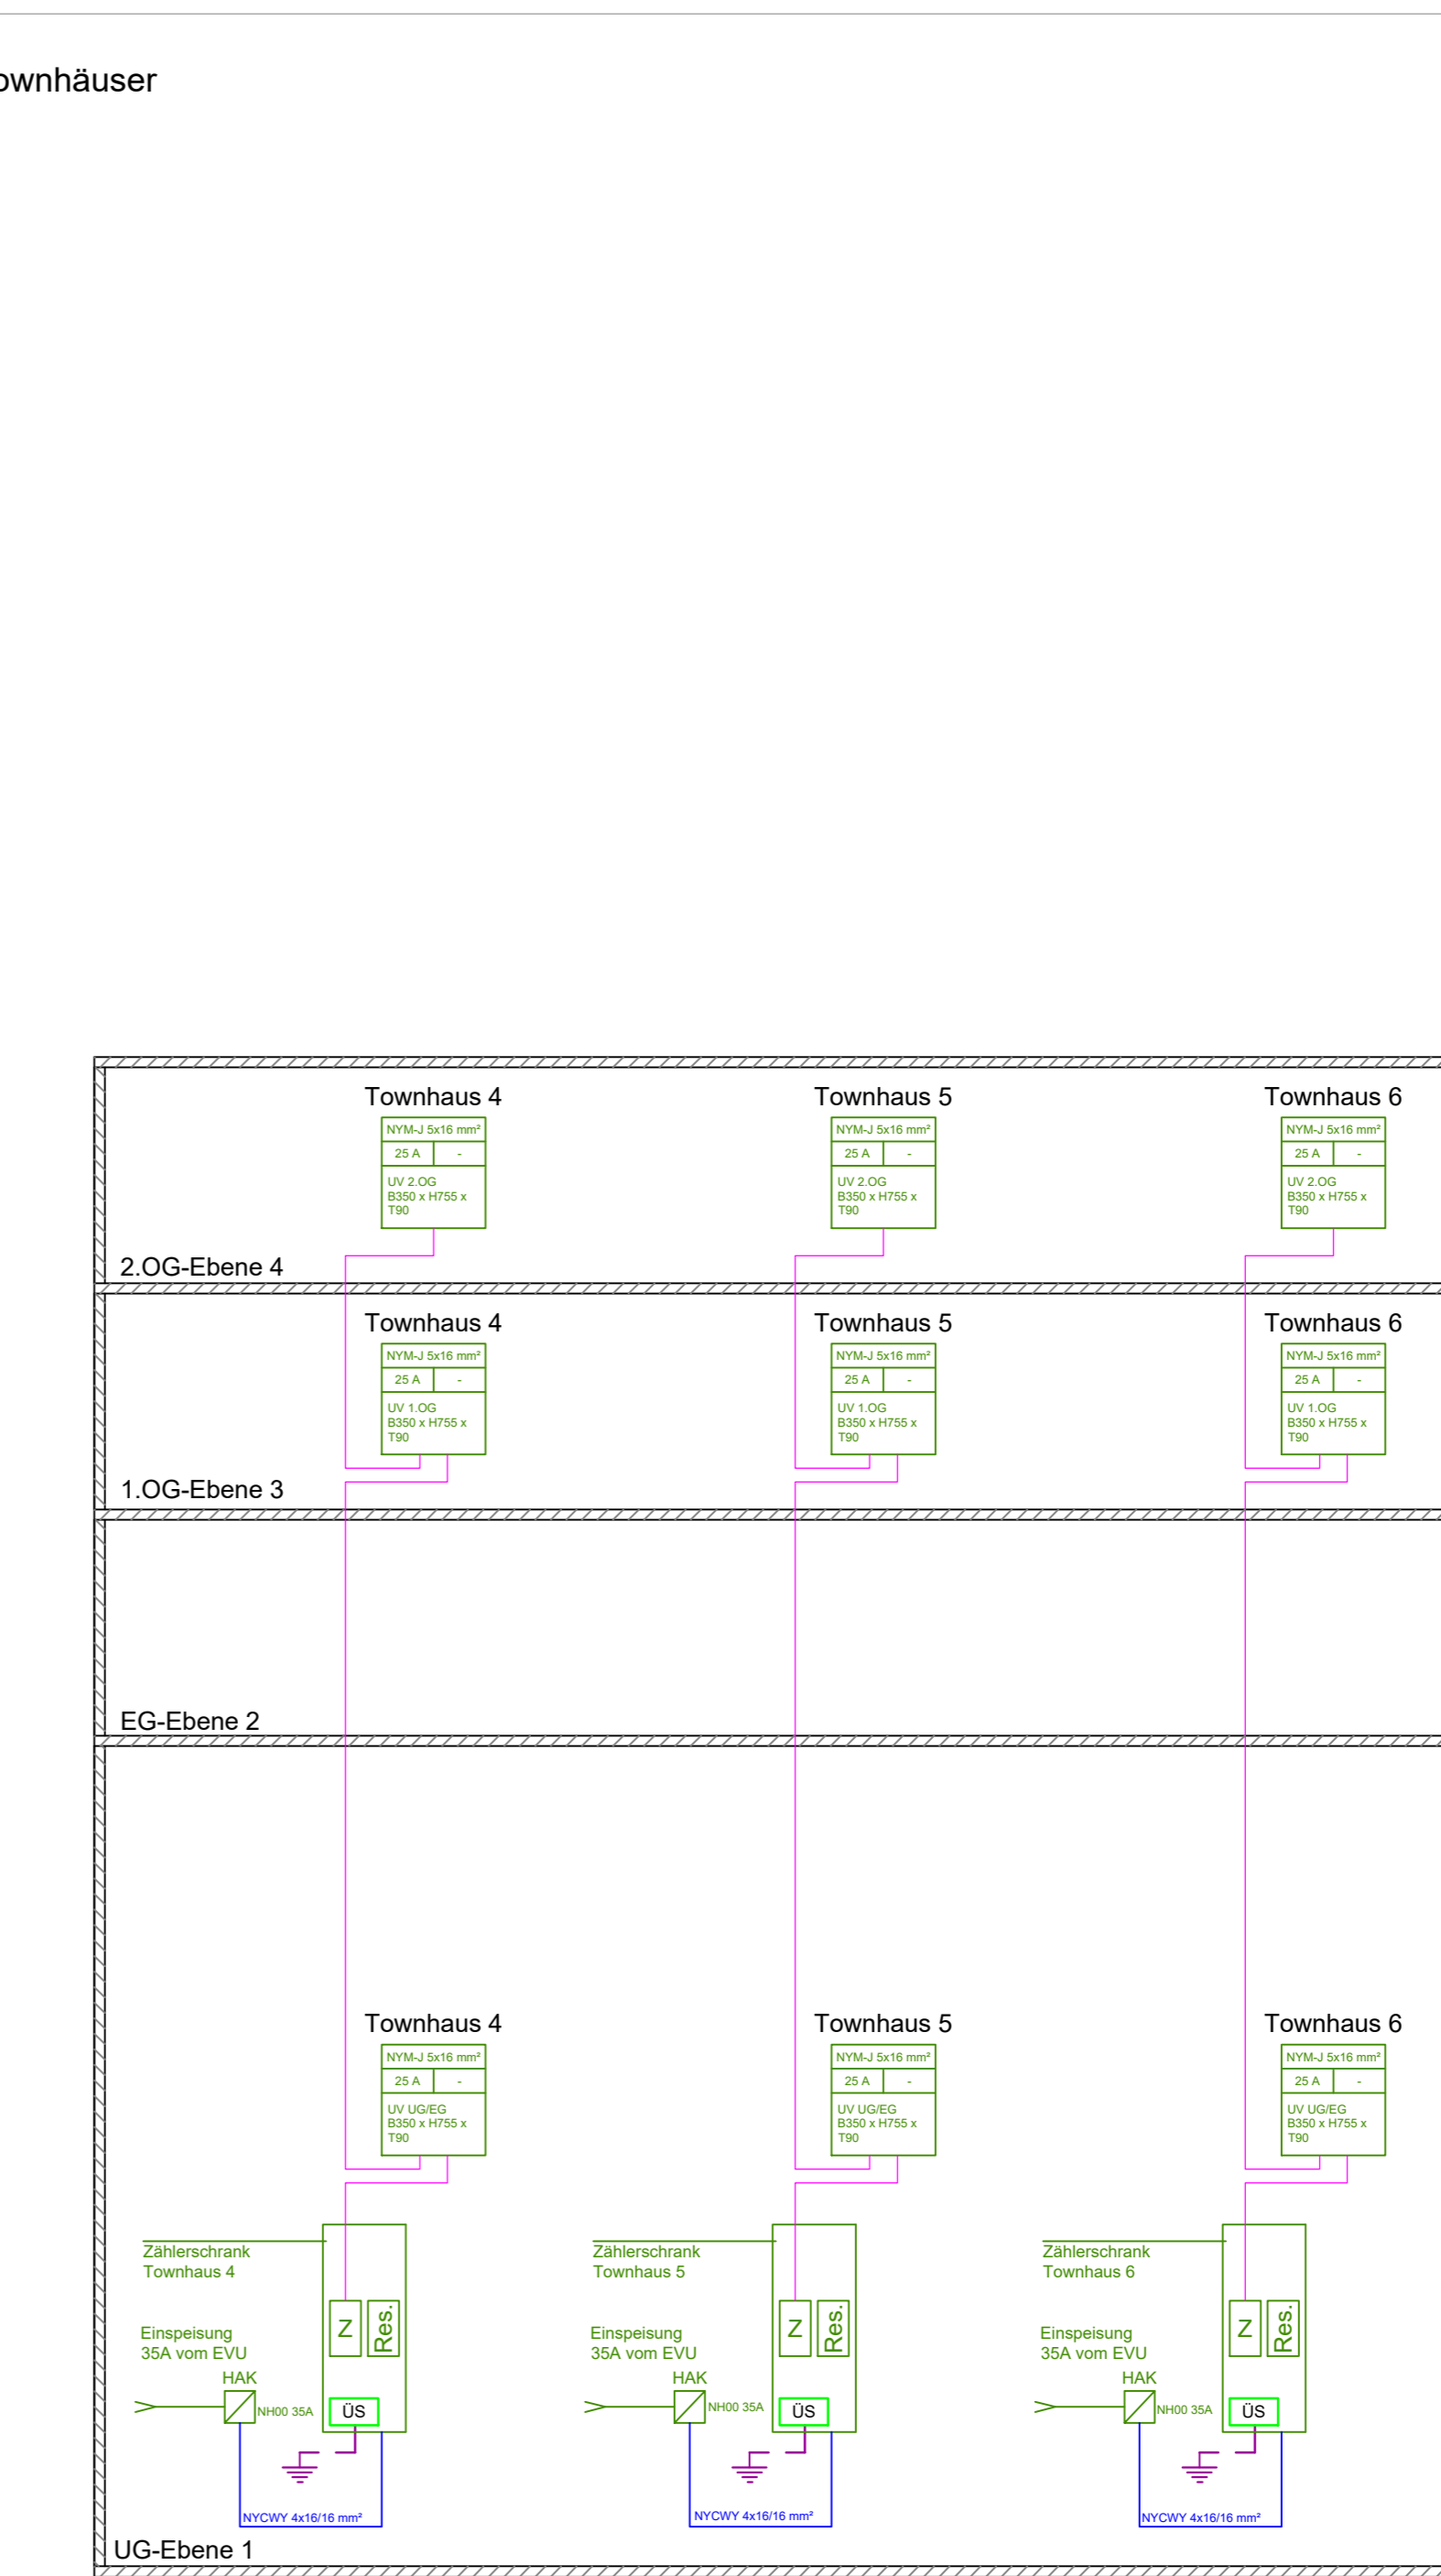 ownhäuser
Townhaus 4
NYM-J 5x16 mm²
25 A -
UV 2.OG
B350 x H755 x
T90
Townhaus 5
NYM-J 5x16 mm²
25 A -
UV 2.OG
B350 x H755 x
T90
Townhaus 6
NYM-J 5x16 mm²
25 A -
UV 2.OG
B350 x H755 x
T90
2.OG-Ebene 4
Townhaus 4
NYM-J 5x16 mm²
25 A -
UV 1.OG
B350 x H755 x
T90
Townhaus 5
NYM-J 5x16 mm²
25 A -
UV 1.OG
B350 x H755 x
T90
Townhaus 6
NYM-J 5x16 mm²
25 A -
UV 1.OG
B350 x H755 x
T90
1.OG-Ebene 3
EG-Ebene 2
Townhaus 4
NYM-J 5x16 mm²
25 A -
UV UG/EG
B350 x H755 x
T90
Townhaus 5
NYM-J 5x16 mm²
25 A -
UV UG/EG
B350 x H755 x
T90
Townhaus 6
NYM-J 5x16 mm²
25 A -
UV UG/EG
B350 x H755 x
T90
Zählerschrank
Townhaus 4
Z
Res.
Einspeisung
35A vom EVU
HAK
NH00 35A
ÜS
NYCWY 4x16/16 mm²
Zählerschrank
Townhaus 5
Z
Res.
Einspeisung
35A vom EVU
HAK
NH00 35A
ÜS
NYCWY 4x16/16 mm²
Zählerschrank
Townhaus 6
Z
Res.
Einspeisung
35A vom EVU
HAK
NH00 35A
ÜS
NYCWY 4x16/16 mm²
UG-Ebene 1